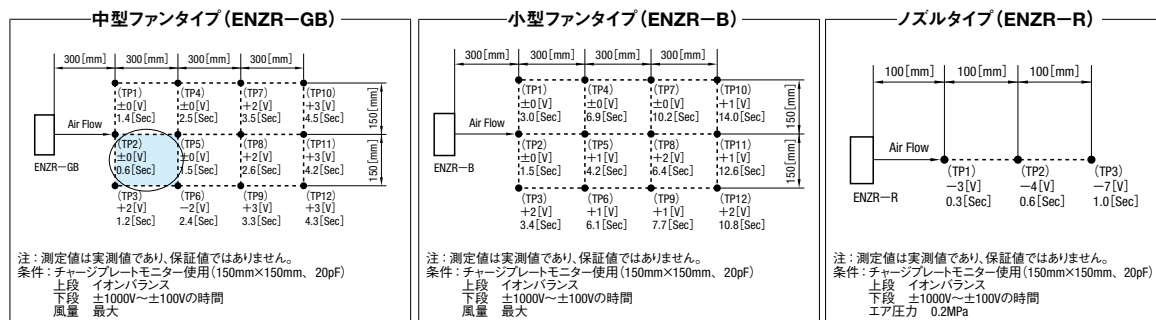 中型ファンタイプ（ENZR－GB）
300［mm］ 300［mm］ 300［mm］ 300［mm］
(TP1) (TP4) (TP7) (TP10)
±0［V］ ±0［V］ +2［V］ +3［V］
1.4［Sec］ 2.5［Sec］ 3.5［Sec］ 4.5［Sec］
150［mm］
Air Flow
(TP2) (TP5) (TP8) (TP11)
±0［V］ ±0［V］ +2［V］ +3［V］
0.6［Sec］ 1.5［Sec］ 2.6［Sec］ 4.2［Sec］
150［mm］
ENZR－GB
(TP3) (TP6) (TP9) (TP12)
+2［V］ −2［V］ +3［V］ +3［V］
1.2［Sec］ 2.4［Sec］ 3.3［Sec］ 4.3［Sec］
注：測定値は実測値であり、保証値ではありません。
条件：チャージプレートモニター使用（150mm×150mm、20pF）
上段 イオンバランス
下段 ±1000V～±100Vの時間
風量 最大
小型ファンタイプ（ENZR－B）
300［mm］ 300［mm］ 300［mm］ 300［mm］
(TP1) (TP4) (TP7) (TP10)
±0［V］ ±0［V］ ±0［V］ +1［V］
3.0［Sec］ 6.9［Sec］ 10.2［Sec］ 14.0［Sec］
150［mm］
Air Flow
(TP2) (TP5) (TP8) (TP11)
±0［V］ +1［V］ +2［V］ +1［V］
1.5［Sec］ 4.2［Sec］ 6.4［Sec］ 12.6［Sec］
150［mm］
ENZR－B
(TP3) (TP6) (TP9) (TP12)
+2［V］ +1［V］ +1［V］ +2［V］
3.4［Sec］ 6.1［Sec］ 7.7［Sec］ 10.8［Sec］
注：測定値は実測値であり、保証値ではありません。
条件：チャージプレートモニター使用（150mm×150mm、20pF）
上段 イオンバランス
下段 ±1000V～±100Vの時間
風量 最大
ノズルタイプ（ENZR－R）
100［mm］ 100［mm］ 100［mm］
Air Flow
ENZR－R
(TP1) (TP2) (TP3)
−3［V］ −4［V］ −7［V］
0.3［Sec］ 0.6［Sec］ 1.0［Sec］
注：測定値は実測値であり、保証値ではありません。
条件：チャージプレートモニター使用（150mm×150mm、20pF）
上段 イオンバランス
下段 ±1000V～±100Vの時間
エア圧力 0.2MPa